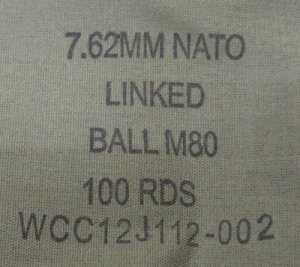 7.62MM NATO
LINKED
BALL M80
100 RDS
WCC12J112-002